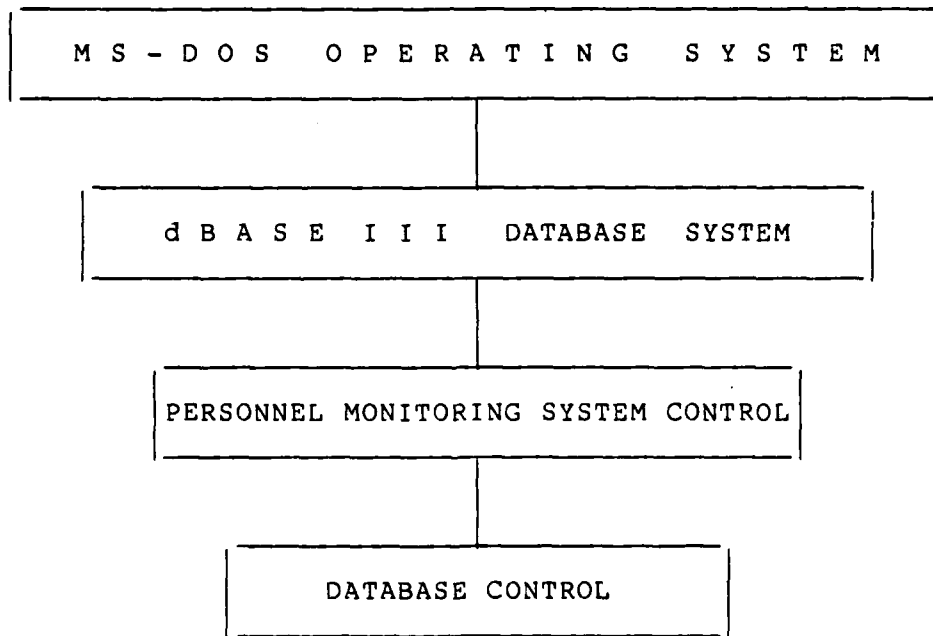 MS-DOS OPERATING SYSTEM
dBASE III DATABASE SYSTEM
PERSONNEL MONITORING SYSTEM CONTROL
DATABASE CONTROL